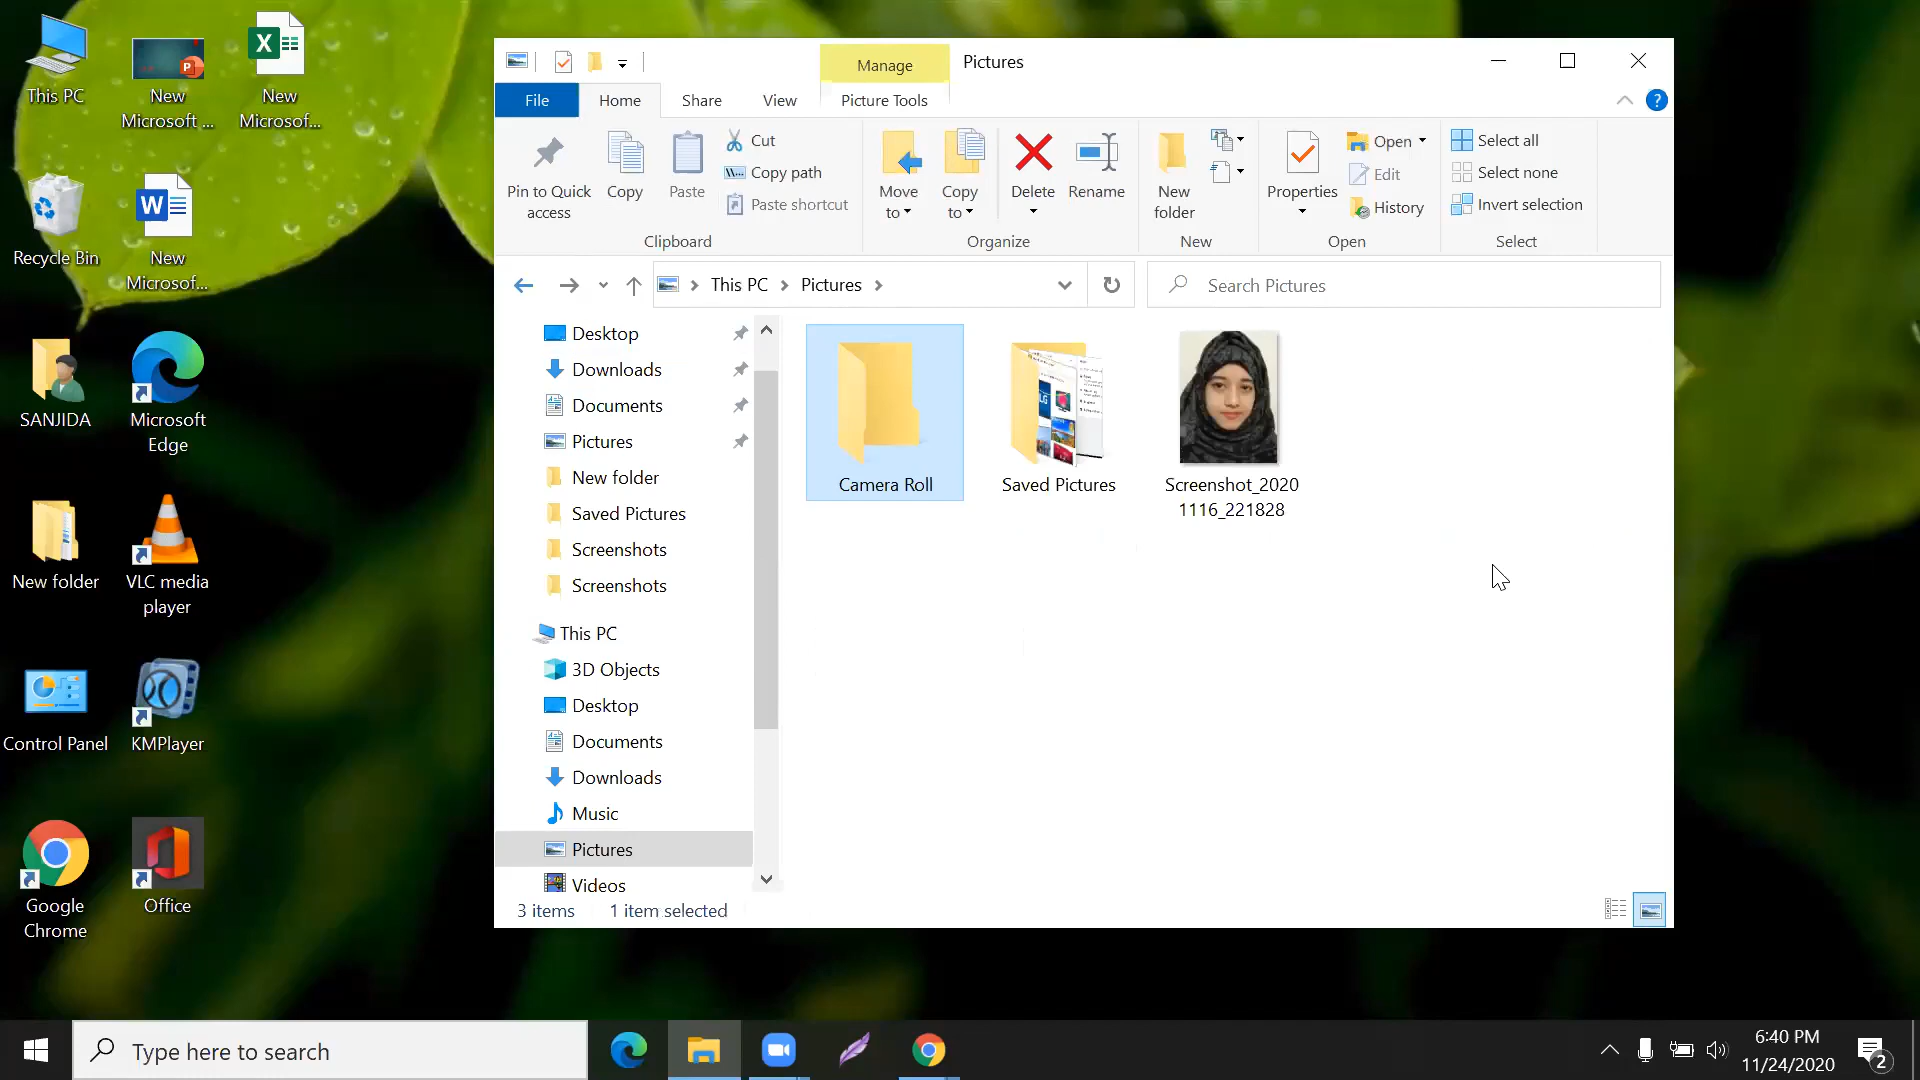 This PC
New
Microsoft ...
New
Microsof...
Recycle Bin
New
Microsof...
SANJIDA
Microsoft
Edge
New folder
VLC media
player
Control Panel
KMPlayer
Google
Chrome
Office
Manage
Pictures
File
Home
Share
View
Picture Tools
Pin to Quick
access
Copy
Paste
Cut
Copy path
Paste shortcut
Clipboard
Move
to
Copy
to
Delete
Rename
Organize
New
folder
New
Properties
Open
Edit
History
Open
Select all
Select none
Invert selection
Select
This PC
Pictures
Search Pictures
Desktop
Downloads
Documents
Pictures
New folder
Saved Pictures
Screenshots
Screenshots
This PC
3D Objects
Desktop
Documents
Downloads
Music
Pictures
Videos
Camera Roll
Saved Pictures
Screenshot_2020
1116_221828
3 items
1 item selected
Type here to search
6:40 PM
11/24/2020
2